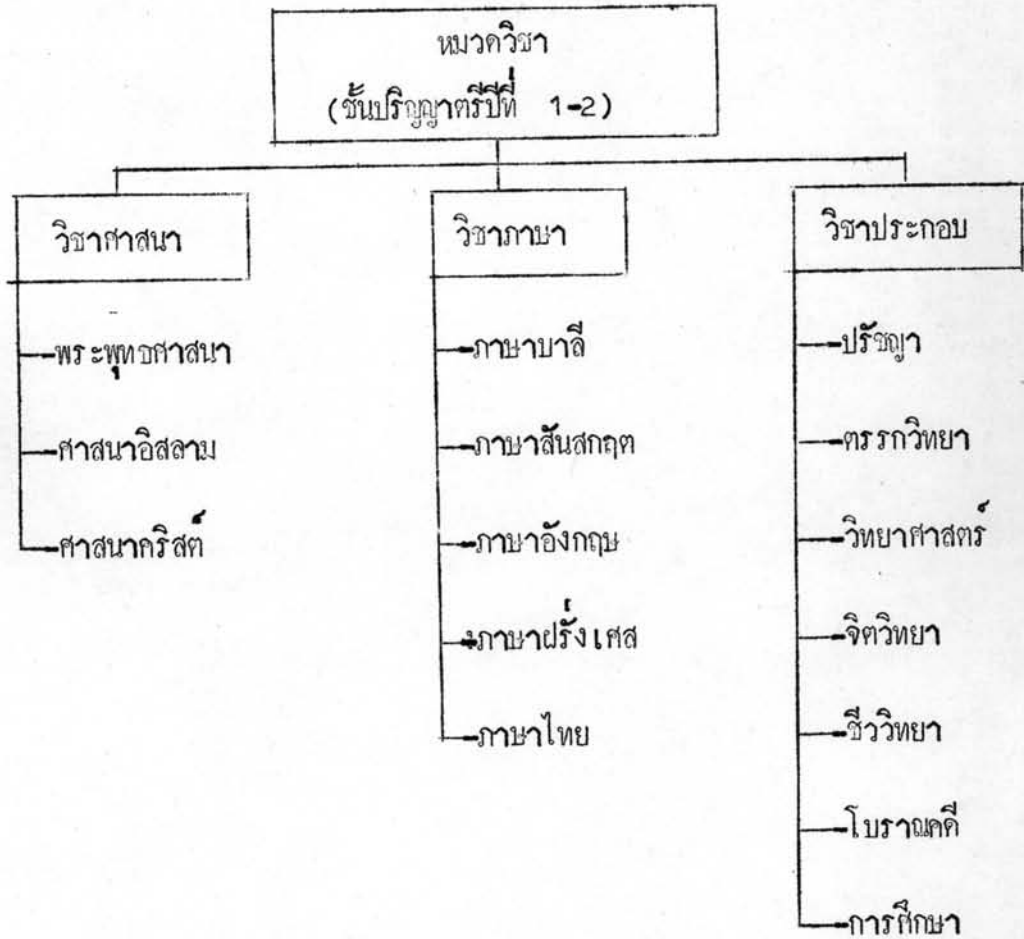 หมวดวิชา
(ชั้นปริญญาตรีปีที่ 1-2)
วิชาศาสนา
พระพุทธศาสนา
ศาสนาอิสลาม
ศาสนาคริสต์
วิชาภาษา
ภาษาบาลี
ภาษาสันสกฤต
ภาษาอังกฤษ
ภาษาฝรั่งเศส
ภาษาไทย
วิชาประกอบ
ปรัชญา
ตรรกวิทยา
วิทยาศาสตร์
จิตวิทยา
ชีววิทยา
โบราณคดี
การศึกษา